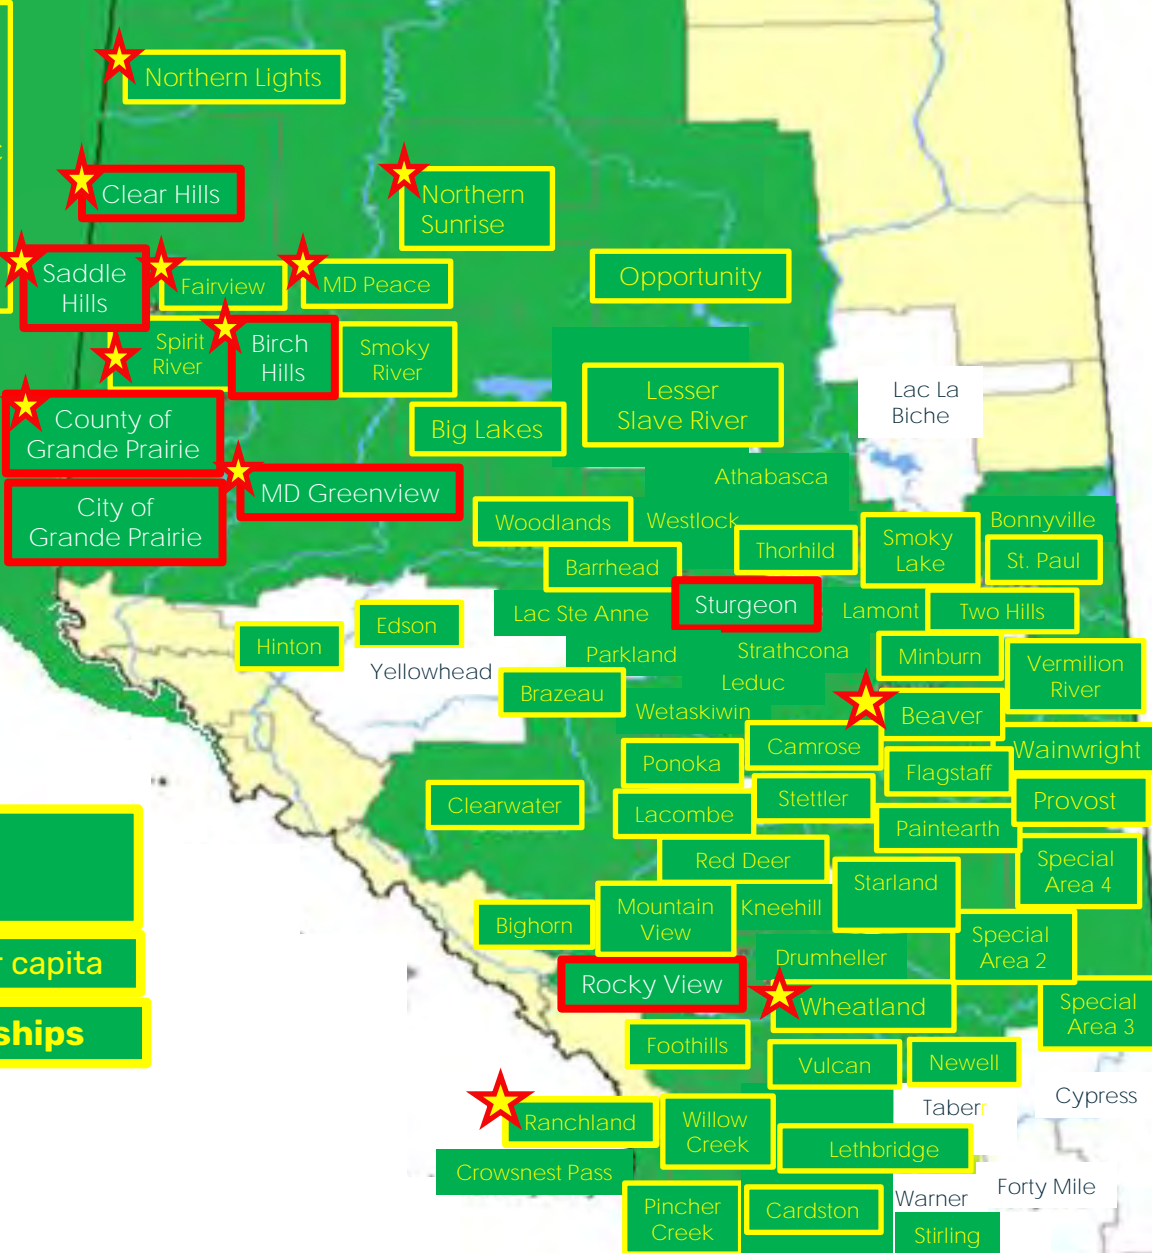 Northern Lights
Clear Hills
Northern
Sunrise
Saddle
Hills
Fairview
MD Peace
Opportunity
Spirit
River
Birch
Hills
Smoky
River
Lesser
Slave River
Lac La
Biche
County of
Grande Prairie
Big Lakes
Athabasca
MD Greenview
City of
Grande Prairie
Woodlands
Westlock
Thorhild
Smoky
Lake
Bonnyville
St. Paul
Barrhead
Sturgeon
Lac Ste Anne
Lamont
Two Hills
Hinton
Edson
Yellowhead
Parkland
Strathcona
Minburn
Vermilion
River
Brazeau
Leduc
Wetaskiwin
Beaver
Camrose
Wainwright
Ponoka
Flagstaff
Clearwater
Lacombe
Stettler
Provost
Paintearth
Red Deer
Starland
Special
Area 4
Bighorn
Mountain
View
Kneehill
Special
Area 2
Drumheller
r capita
Rocky View
Wheatland
Special
Area 3
ships
Foothills
Vulcan
Newell
Cypress
Taber
Ranchland
Willow
Creek
Lethbridge
Crowsnest Pass
Forty Mile
Pincher
Creek
Cardston
Warner
Stirling